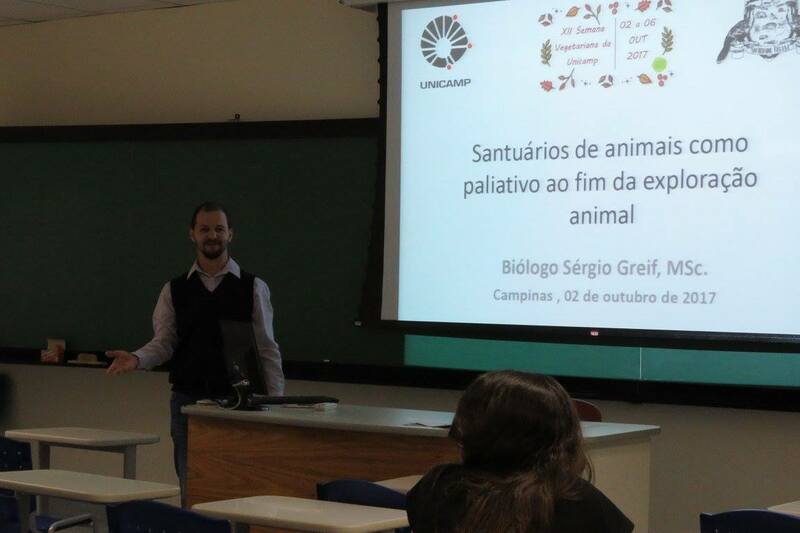 UNICAMP
XII Semana
Vegetariana da
Unicamp
02 a 06
OUT
2017
Santuários de animais como
paliativo ao fim da exploração
animal
Biólogo Sérgio Greif, MSc.
Campinas , 02 de outubro de 2017